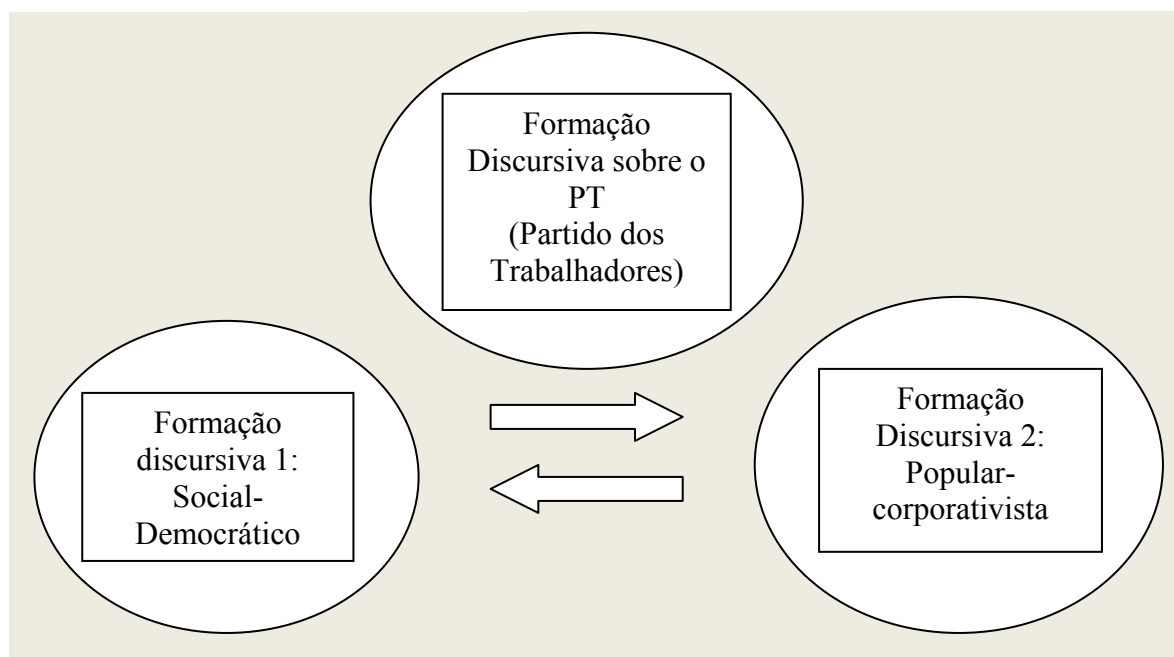 Formação
Discursiva sobre o
PT
(Partido dos
Trabalhadores)
Formação
discursiva 1:
Social-
Democrático
Formação
Discursiva 2:
Popular-
corporativista